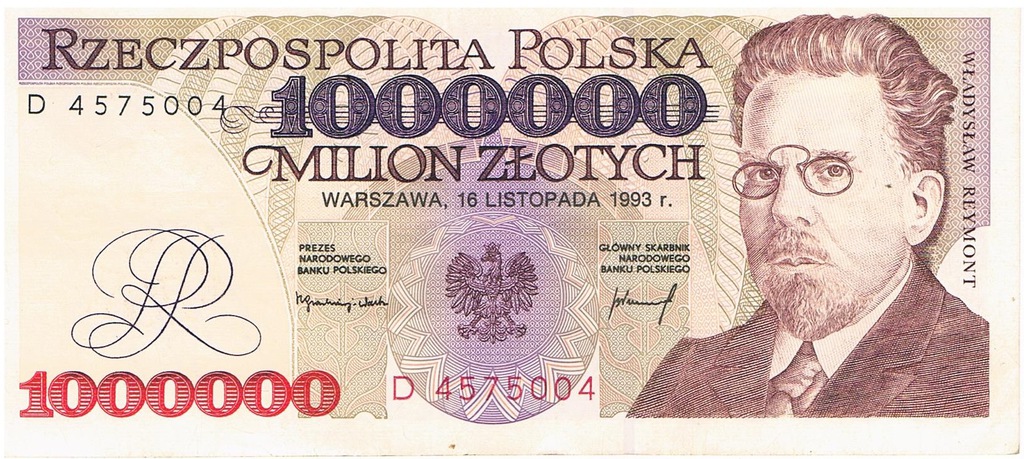 RZECZPOSPOLITA POLSKA
D 4575004
1000000
MILION ZŁOTYCH
WARSZAWA, 16 LISTOPADA 1993 r.
PREZES
NARODOWEGO
BANKU POLSKIEGO
GŁÓWNY SKARBNIK
NARODOWEGO
BANKU POLSKIEGO
WŁADYSŁAW REYMONT
1000000
D 4575004